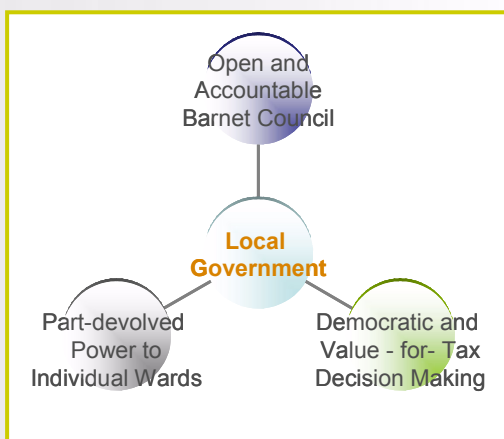 Open and
Accountable
Barnet Council
Local
Government
Part-devolved
Power to
Individual Wards
Democratic and
Value - for- Tax
Decision Making